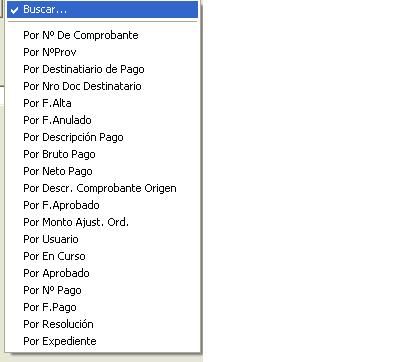 Buscar...
Por Nº De Comprobante
Por NºProv
Por Destinatiario de Pago
Por Nro Doc Destinatario
Por F.Alta
Por F.Anulado
Por Descripción Pago
Por Bruto Pago
Por Neto Pago
Por Descr. Comprobante Origen
Por F.Aprobado
Por Monto Ajust. Ord.
Por Usuario
Por En Curso
Por Aprobado
Por Nº Pago
Por F.Pago
Por Resolución
Por Expediente